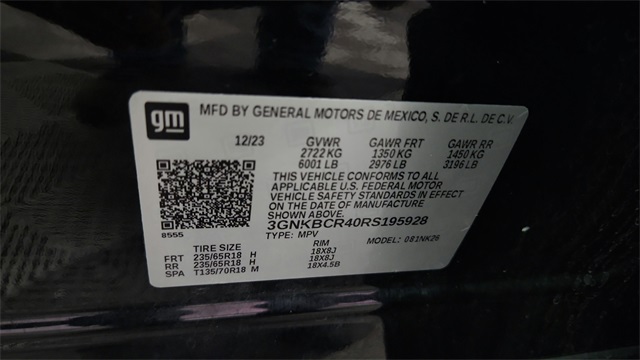 gm
MFD BY GENERAL MOTORS DE MEXICO, S. DE R.L. DE C.V.
12/23 GVWR GAWR FRT GAWR RR
2722 KG 1350 KG 1450 KG
6001 LB 2976 LB 3196 LB
THIS VEHICLE CONFORMS TO ALL
APPLICABLE U.S. FEDERAL MOTOR
VEHICLE SAFETY STANDARDS IN EFFECT
ON THE DATE OF MANUFACTURE
SHOWN ABOVE.
3GNKBCR40RS195928
8555
TYPE: MPV MODEL: 081NK26
TIRE SIZE RIM
FRT 235/65R18 H 18X8J
RR 235/65R18 H 18X8J
SPA T135/70R18 M 18X4.5B